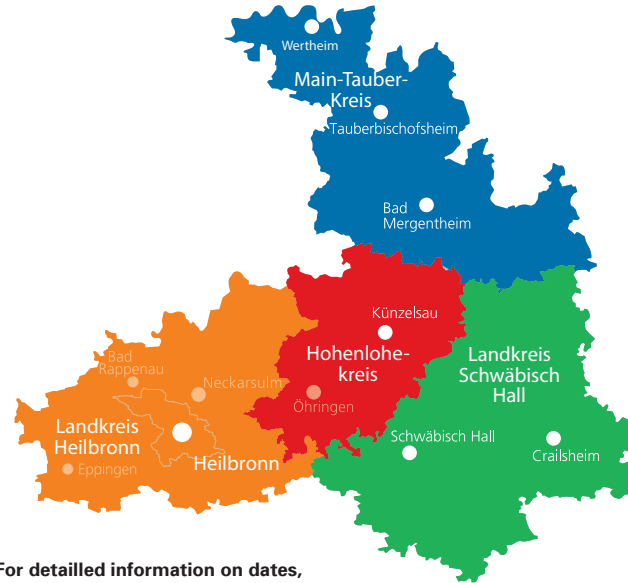 Wertheim
Main-Tauber-
Kreis
Tauberbischofsheim
Bad
Mergentheim
Künzelsau
Hohenlohe-
kreis
Öhringen
Landkreis
Schwäbisch
Hall
Schwäbisch Hall
Crailsheim
Bad
Rappenau
Neckarsulm
Landkreis
Heilbronn
Heilbronn
Eppingen
For detailled information on dates,